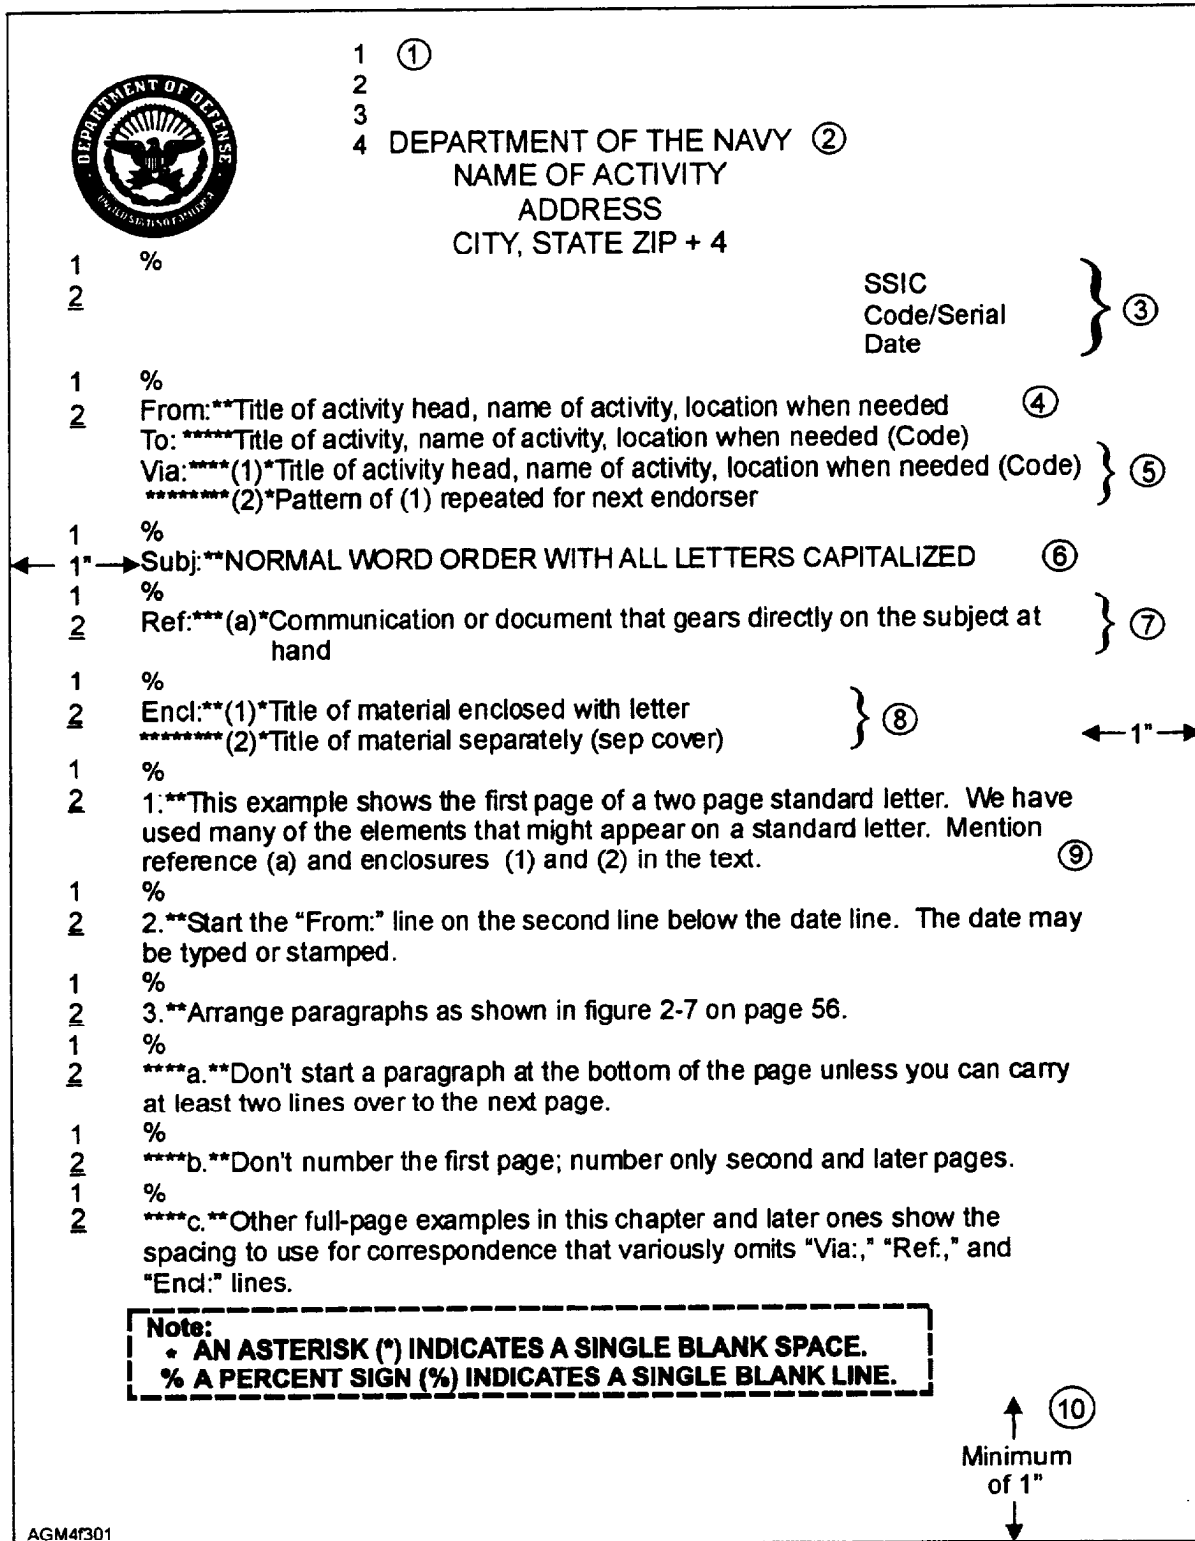 1 ①
2
3
4 DEPARTMENT OF THE NAVY ②
DEPARTMENT OF DEFENSE
UNITED STATES OF AMERICA
NAME OF ACTIVITY
ADDRESS
CITY, STATE ZIP + 4
1 %
2 SSIC
Code/Serial ③
Date
1 %
2 From:**Title of activity head, name of activity, location when needed ④
To: *****Title of activity, name of activity, location when needed (Code)
Via:****(1)*Title of activity head, name of activity, location when needed (Code) ⑤
********(2)*Pattern of (1) repeated for next endorser
1 %
1" Subj:**NORMAL WORD ORDER WITH ALL LETTERS CAPITALIZED ⑥
1 %
2 Ref:***(a)*Communication or document that gears directly on the subject at ⑦
hand
1 %
2 Encl:**(1)*Title of material enclosed with letter ⑧
********(2)*Title of material separately (sep cover) 1"
1 %
2 1:**This example shows the first page of a two page standard letter. We have
used many of the elements that might appear on a standard letter. Mention
reference (a) and enclosures (1) and (2) in the text. ⑨
1 %
2 2.**Start the "From:" line on the second line below the date line. The date may
be typed or stamped.
1 %
2 3.**Arrange paragraphs as shown in figure 2-7 on page 56.
1 %
2 ****a.**Don't start a paragraph at the bottom of the page unless you can carry
at least two lines over to the next page.
1 %
2 ****b.**Don't number the first page; number only second and later pages.
1 %
2 ****c.**Other full-page examples in this chapter and later ones show the
spacing to use for correspondence that variously omits "Via:," "Ref:," and
"Encl:" lines.
Note:
* AN ASTERISK (*) INDICATES A SINGLE BLANK SPACE.
% A PERCENT SIGN (%) INDICATES A SINGLE BLANK LINE.
⑩
Minimum
of 1"
AGM4f301